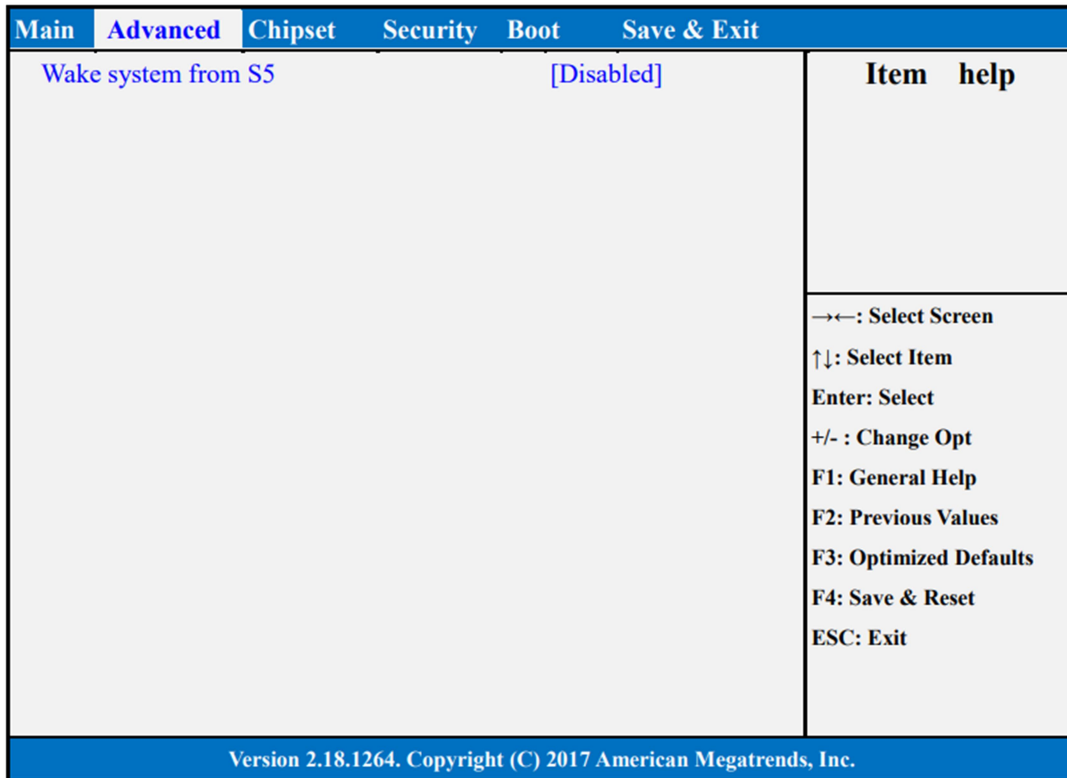 Main Advanced Chipset Security Boot Save & Exit
Wake system from S5 [Disabled]
Item help
→←: Select Screen
↑↓: Select Item
Enter: Select
+/- : Change Opt
F1: General Help
F2: Previous Values
F3: Optimized Defaults
F4: Save & Reset
ESC: Exit
Version 2.18.1264. Copyright (C) 2017 American Megatrends, Inc.